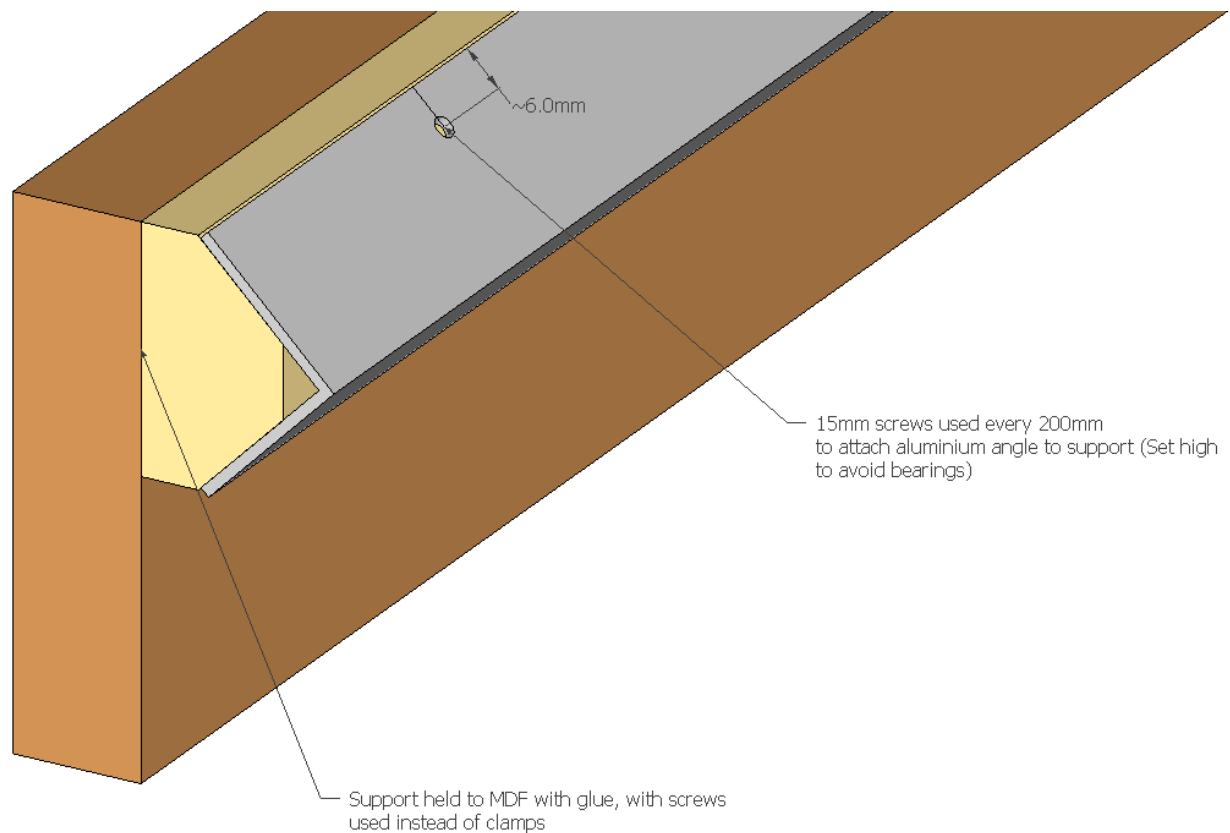 ~6.0mm
15mm screws used every 200mm
to attach aluminium angle to support (Set high
to avoid bearings)
Support held to MDF with glue, with screws
used instead of clamps